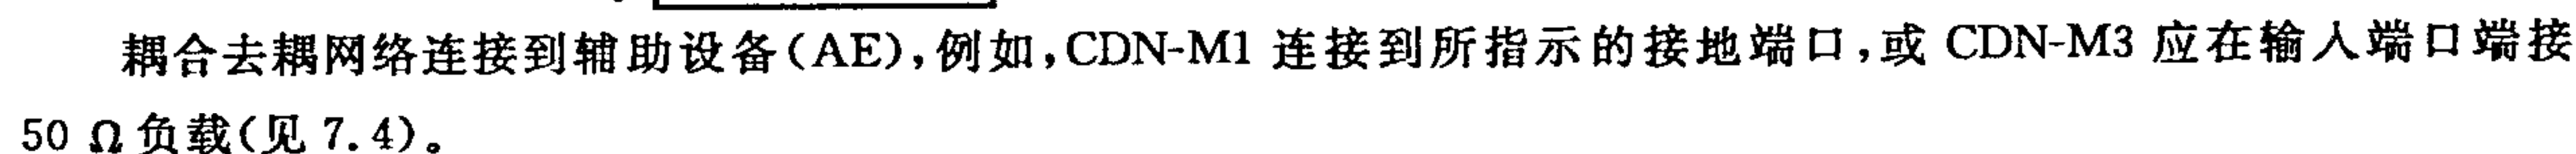 耦合去耦网络连接到辅助设备(AE),例如,CDN-M1 连接到所指示的接地端口,或 CDN-M3 应在输入端口端接
50 Ω 负载(见 7.4)。